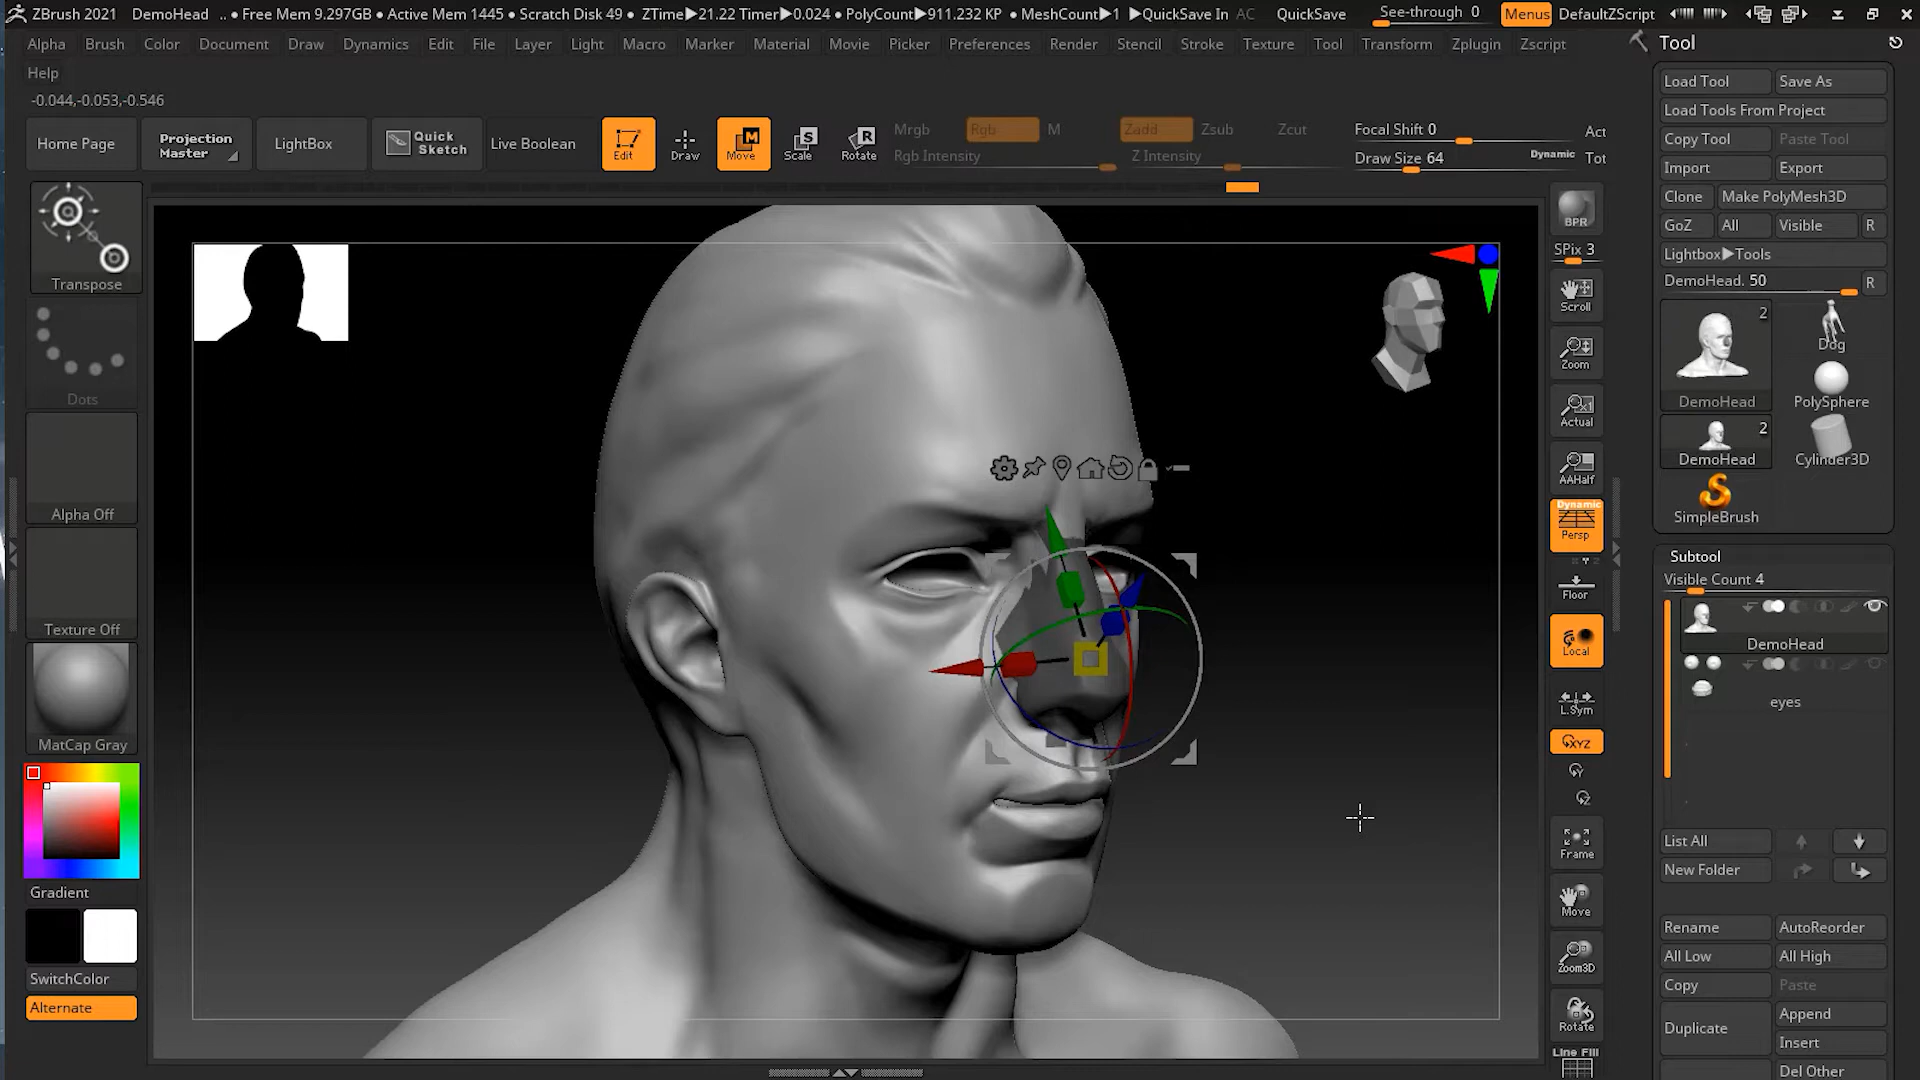 ZBrush 2021 DemoHead .. ● Free Mem 9.297GB ● Active Mem 1445 ● Scratch Disk 49 ● ZTime▶21.22 Timer▶0.024 ● PolyCount▶911.232 KP ● MeshCount▶1 ▶QuickSave In AC QuickSave See-through 0 Menus DefaultZScript
Alpha Brush Color Document Draw Dynamics Edit File Layer Light Macro Marker Material Movie Picker Preferences Render Stencil Stroke Texture Tool Transform Zplugin Zscript
Help
-0.044,-0.053,-0.546
Home Page
Projection Master
LightBox
Quick Sketch
Live Boolean
Edit
Draw
Move
Scale
Rotate
Mrgb Rgb M
Rgb Intensity
Zadd Zsub Zcut
Z Intensity
Focal Shift 0
Draw Size 64
Dynamic
Act
Tot
Transpose
Dots
Alpha Off
Texture Off
MatCap Gray
Gradient
SwitchColor
Alternate
BPR
SPix 3
Scroll
Zoom
Actual
AAHalf
Dynamic
Persp
Floor
Local
L.Sym
XYZ
Y
Z
Frame
Move
Zoom3D
Rotate
Line Fill
Tool
Load Tool Save As
Load Tools From Project
Copy Tool Paste Tool
Import Export
Clone Make PolyMesh3D
GoZ All Visible R
Lightbox▶Tools
DemoHead. 50 R
2
DemoHead
Dog
PolySphere
2
DemoHead
Cylinder3D
SimpleBrush
Subtool
Visible Count 4
DemoHead
eyes
List All
New Folder
Rename AutoReorder
All Low All High
Copy Paste
Duplicate Append
Insert
Del Other